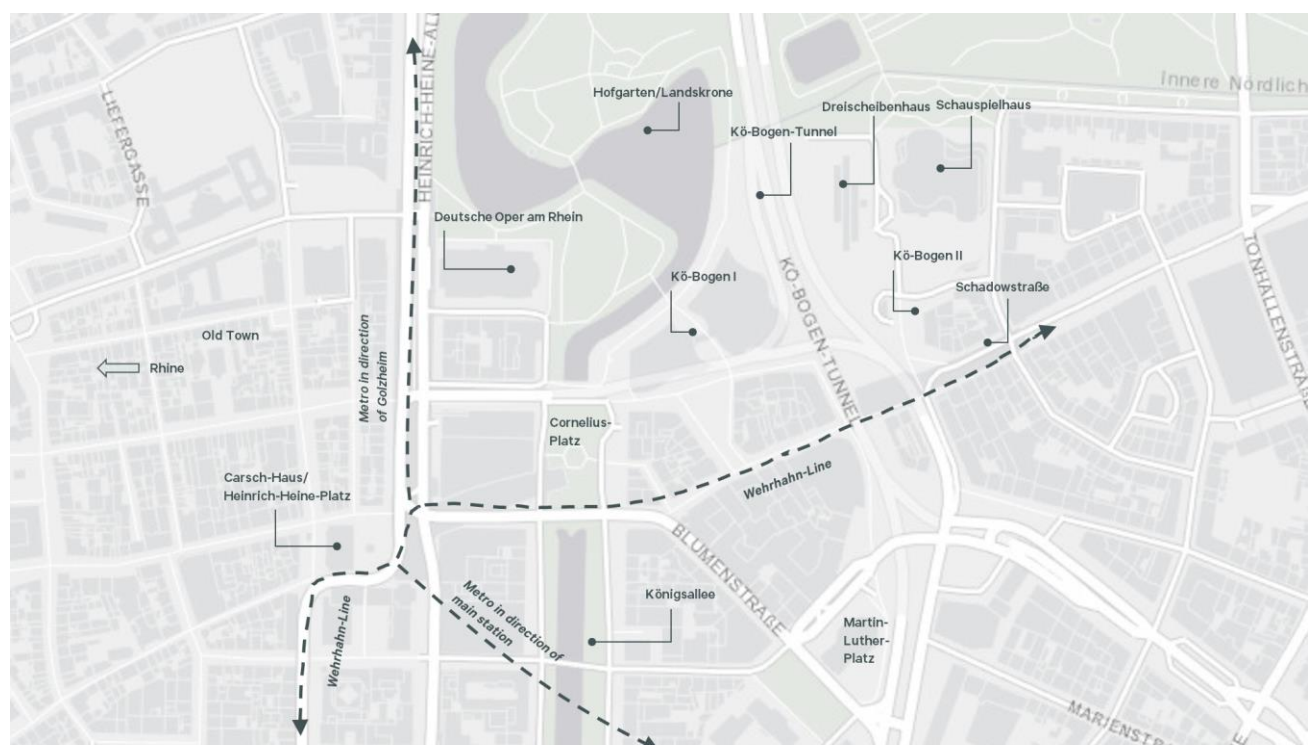 HEINRICH-HEINE-ALL
LIEFERGASSE
Hofgarten/Landskrone
Innere Nördlich
Dreischeibenhaus
Schauspielhaus
Kö-Bogen-Tunnel
Deutsche Oper am Rhein
Kö-Bogen II
Kö-Bogen I
Schadowstraße
KÖ-BOGEN-TUNNEL
TONHALLENSTRASSE
Old Town
Rhine
Metro in direction
of Golzheim
Cornelius-
Platz
Carsch-Haus/
Heinrich-Heine-Platz
Wehrhahn-Line
BLUMENSTRAßE
Metro in direction of
main station
Königsallee
Wehrhahn-Line
Martin-
Luther-
Platz
MARIENSTR